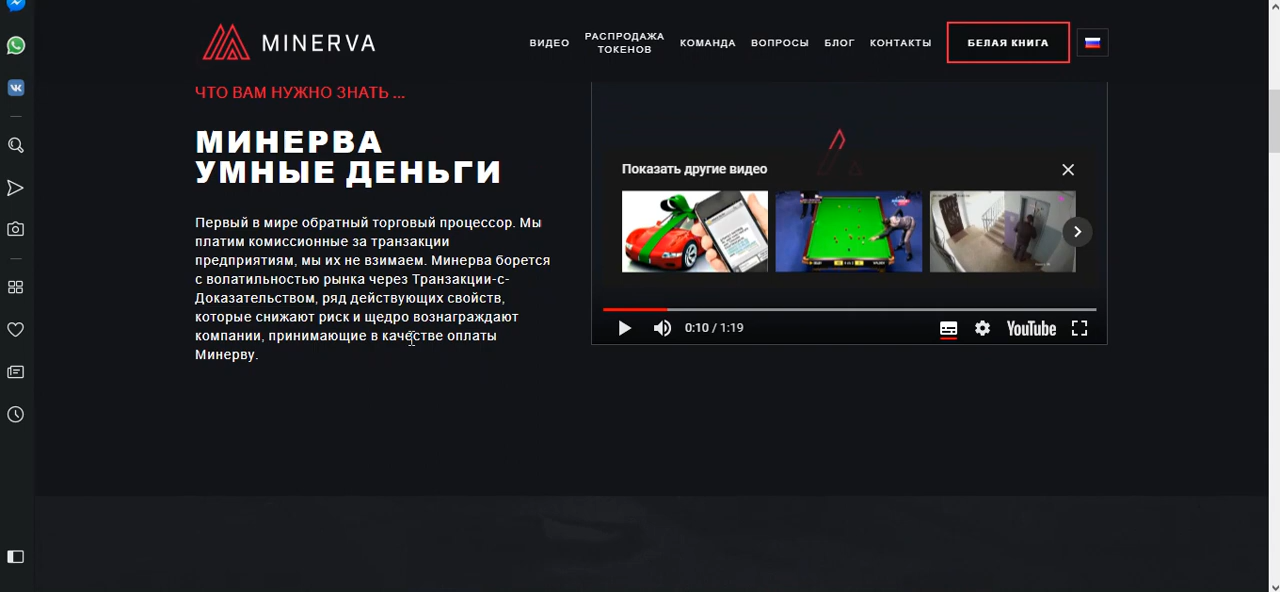 MINERVA
ВИДЕО
РАСПРОДАЖА
ТОКЕНОВ
КОМАНДА
ВОПРОСЫ
БЛОГ
КОНТАКТЫ
БЕЛАЯ КНИГА
ЧТО ВАМ НУЖНО ЗНАТЬ ...
МИНЕРВА
УМНЫЕ ДЕНЬГИ
Первый в мире обратный торговый процессор. Мы
платим комиссионные за транзакции
предприятиям, мы их не взимаем. Минерва борется
с волатильностью рынка через Транзакции-с-
Доказательством, ряд действующих свойств,
которые снижают риск и щедро вознаграждают
компании, принимающие в качестве оплаты
Минерву.
Показать другие видео
0:10 / 1:19
YouTube